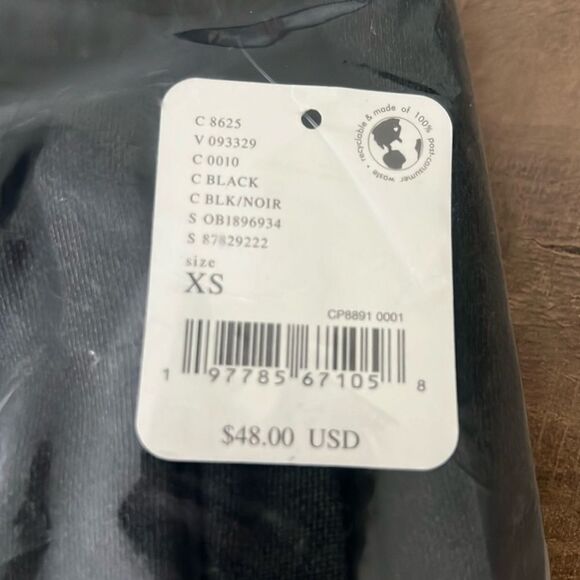 C 8625
V 093329
C 0010
C BLACK
C BLK/NOIR
S OB1896934
S 87829222
size
XS
recyclable & made of 100% post-consumer waste •
CP8891 0001
1 97785 67105 8
$48.00 USD